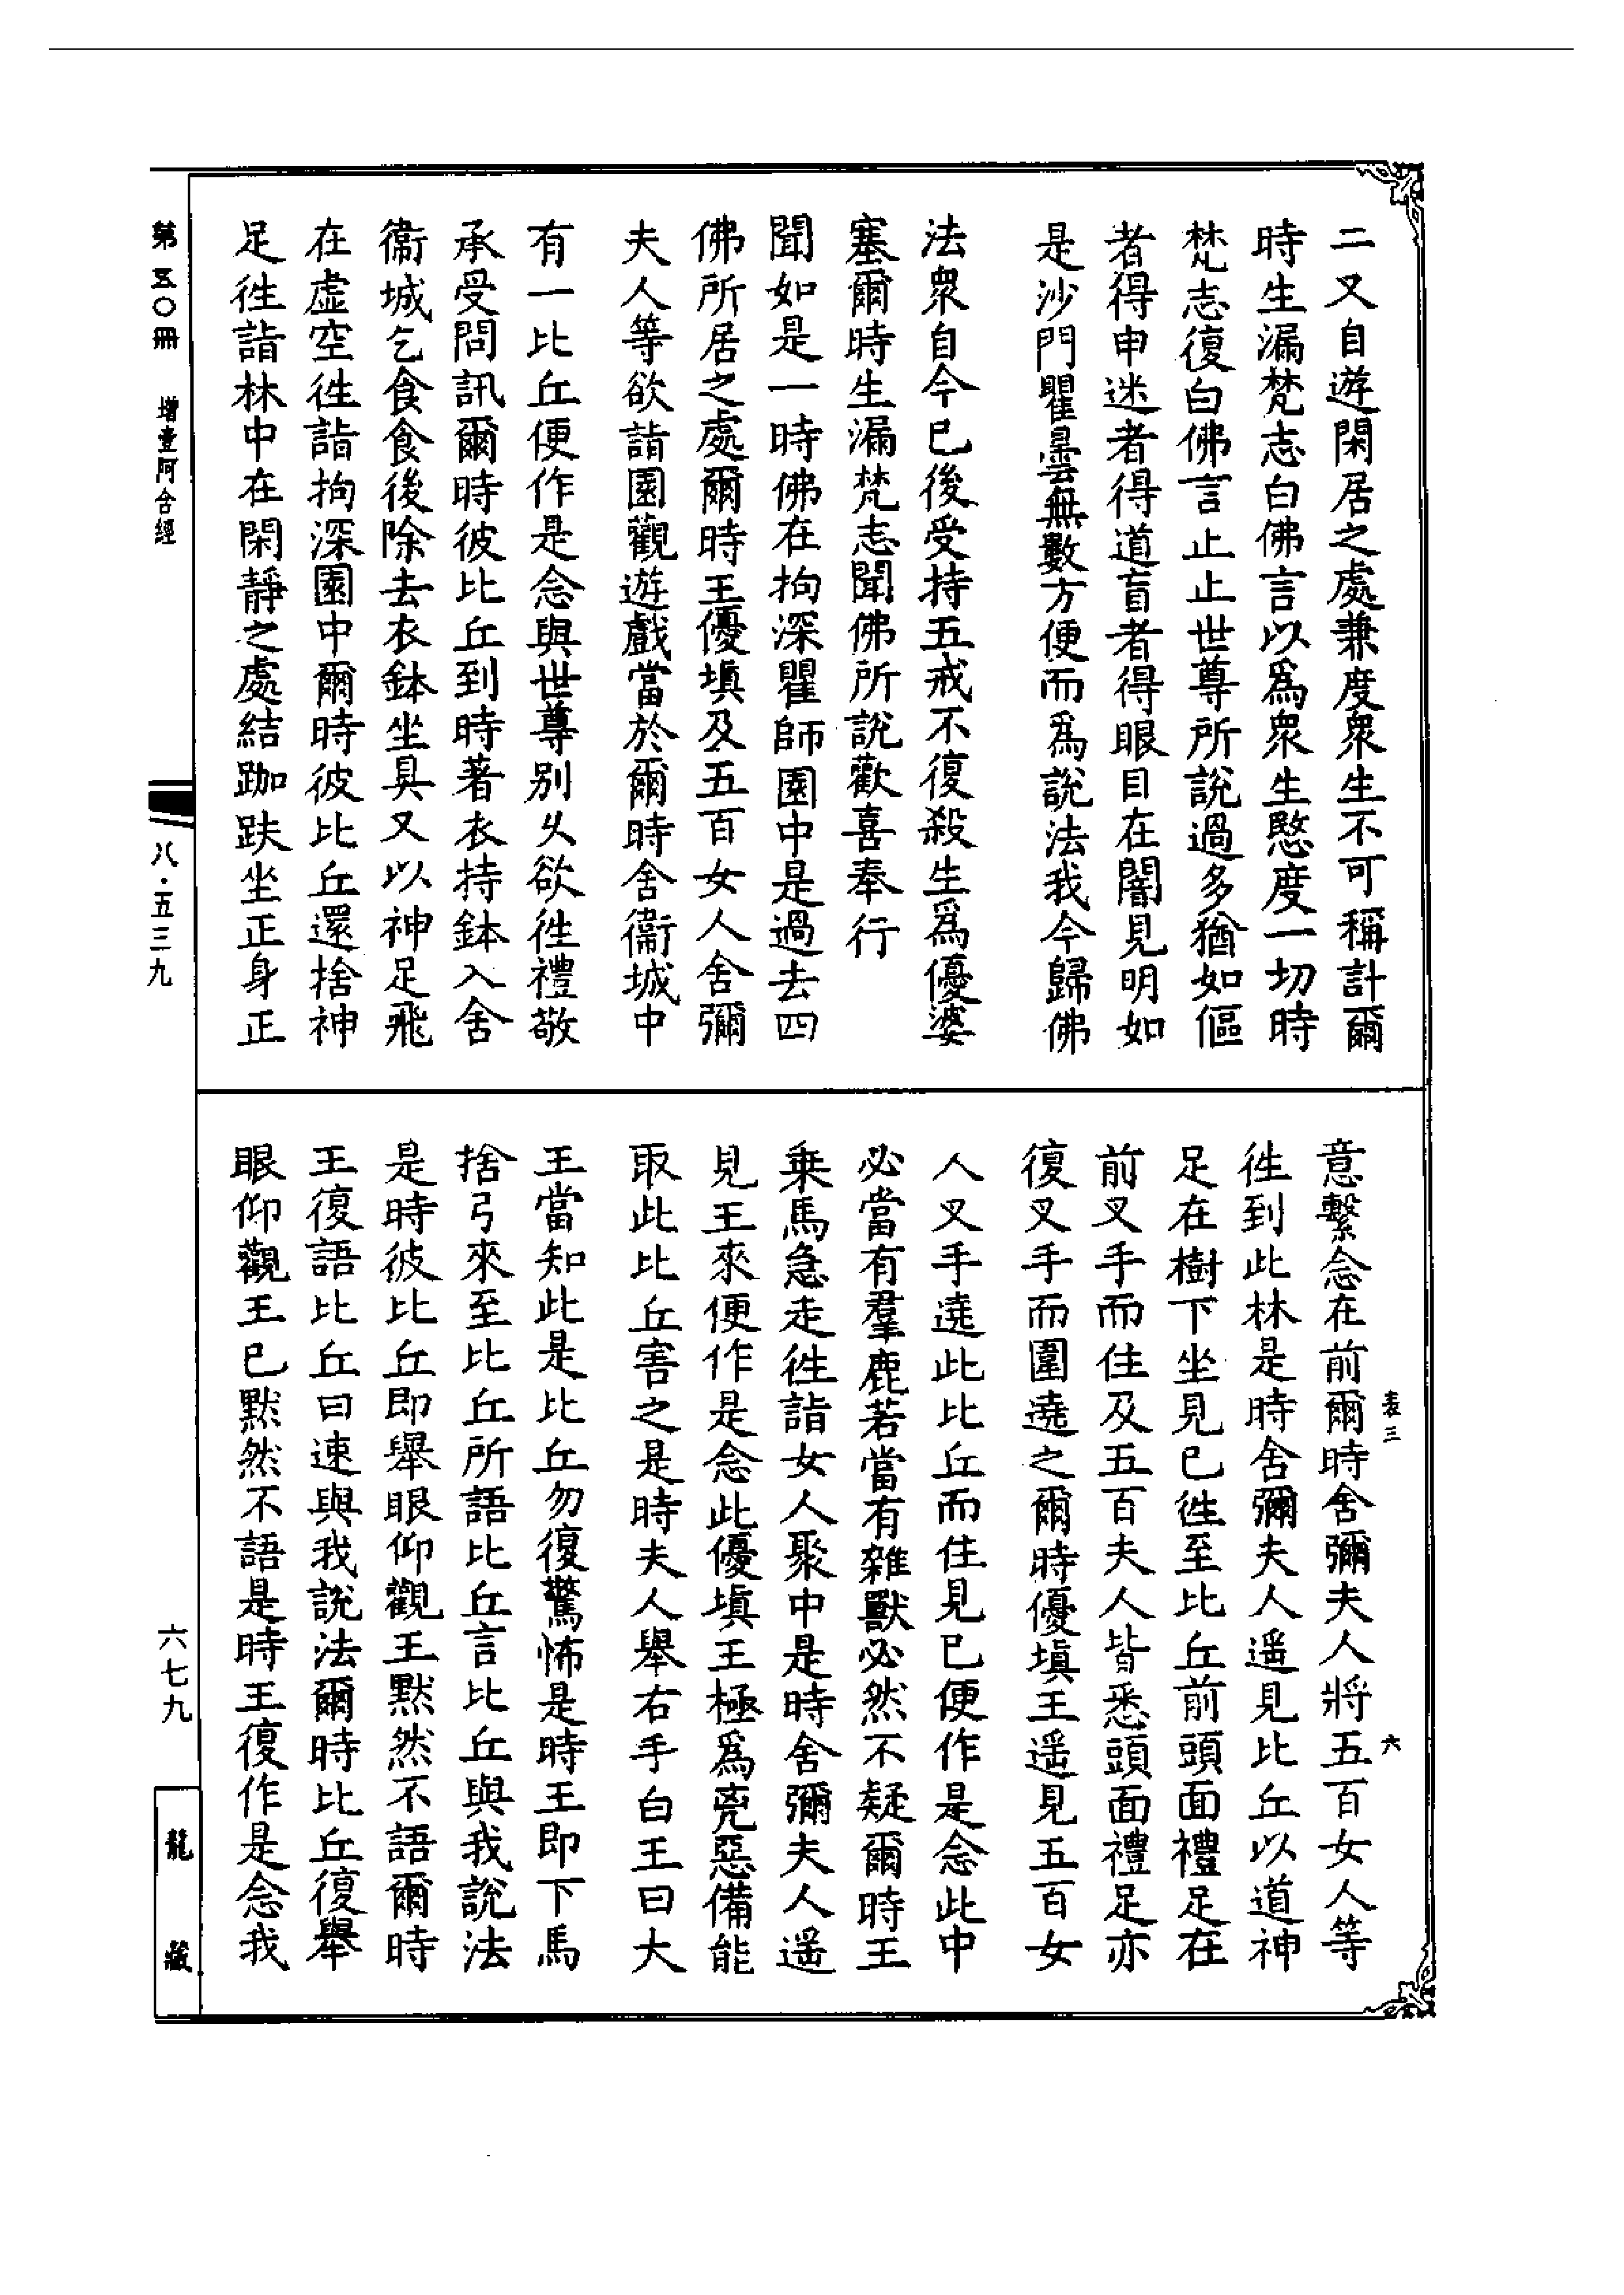 二又自遊閑居之處兼度衆生不可稱計爾
時生漏梵志白佛言以爲衆生愍度一切時
梵志復白佛言止止世尊所說過多猶如傴
者得申迷者得道盲者得眼目在闇見明如
是沙門瞿曇無數方便而爲說法我今歸佛
法衆自今已後受持五戒不復殺生爲優婆
塞爾時生漏梵志聞佛所說歡喜奉行
聞如是一時佛在拘深瞿師園中是過去四
佛所居之處爾時王優塡及五百女人舍彌
夫人等欲詣園觀遊戲當於爾時舍衞城中
有一比丘便作是念與世尊別乆欲徃禮敬
承受問訊爾時彼比丘到時著衣持鉢入舍
衞城乞食食後除去衣鉢坐具又以神足飛
在虛空徃詣拘深園中爾時彼比丘還捨神
足徃詣林中在閑靜之處結跏趺坐正身正
意繫念在前爾時舍彌夫人將五百女人等
徃到此林是時舍彌夫人遥見比丘以道神
足在樹下坐見已徃至比丘前頭面禮足在
前叉手而住及五百夫人皆悉頭面禮足亦
復叉手而圍遶之爾時優塡王遥見五百女
人叉手遶此比丘而住見已便作是念此中
必當有羣鹿若當有雜獸必然不疑爾時王
乗馬急走徃詣女人聚中是時舍彌夫人遥
見王來便作是念此優塡王極爲兇惡備能
取此比丘害之是時夫人舉右手白王曰大
王當知此是比丘勿復驚怖是時王即下馬
捨弓來至比丘所語比丘言比丘與我說法
是時彼比丘即舉眼仰觀王默然不語爾時
王復語比丘曰速與我說法爾時比丘復舉
眼仰觀王已默然不語是時王復作是念我
表三
六
第五〇冊
增壹阿含經
八·五三九
六七九
龍藏